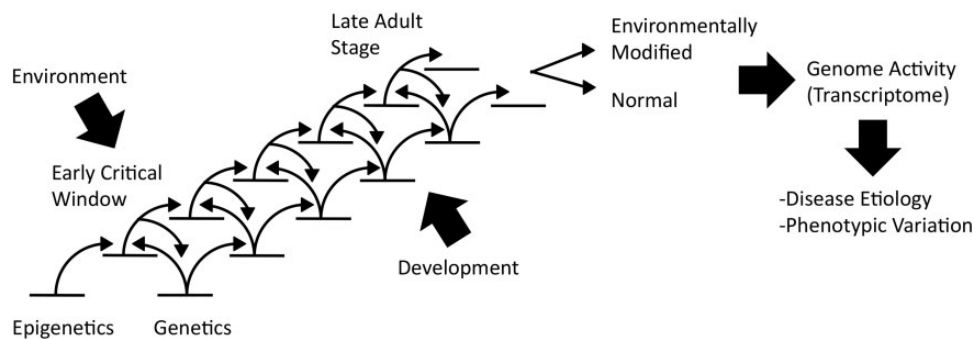 Late Adult
Stage
Environmentally
Modified
Normal
Genome Activity
(Transcriptome)
Environment
Early Critical
Window
-Disease Etiology
-Phenotypic Variation
Development
Epigenetics
Genetics